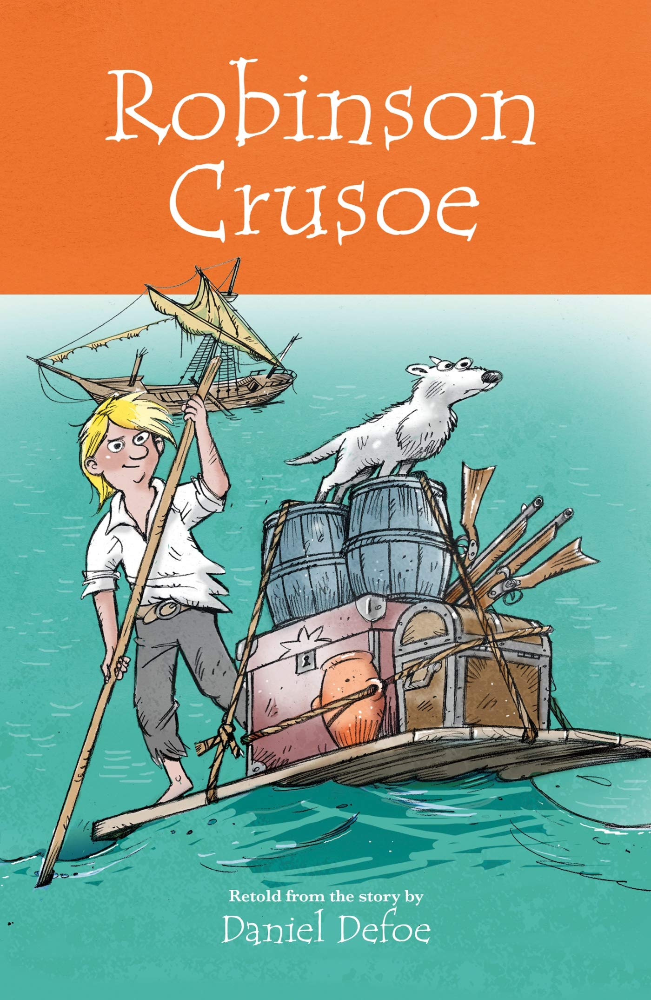 Robinson
Crusoe
Retold from the story by
Daniel Defoe